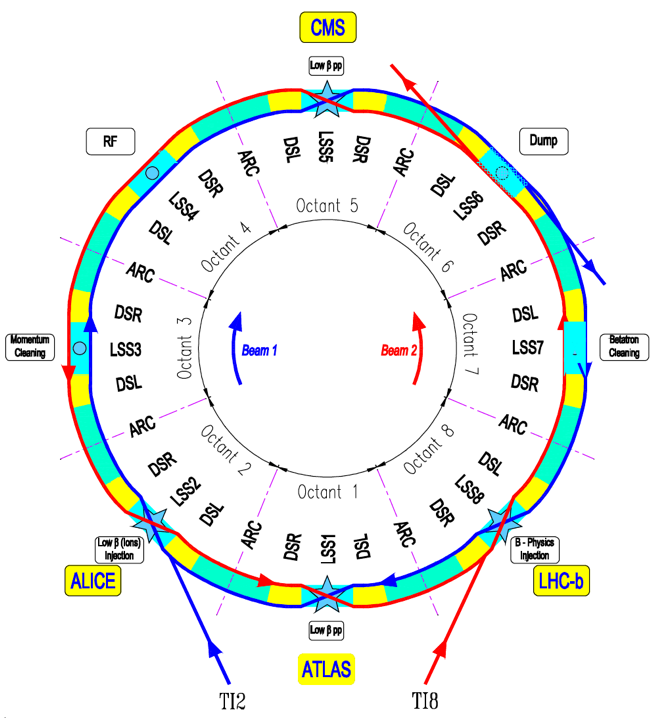 CMS
Low β pp
RF
Dump
DSL
LSS5
DSR
ARC
ARC
DSR
LSS4
DSL
DSL
LSS6
DSR
Octant 5
Octant 4
Octant 6
ARC
ARC
DSR
LSS3
DSL
DSL
LSS7
DSR
Octant 3
Octant 7
Momentum
Cleaning
Betatron
Cleaning
Beam 1
Beam 2
ARC
ARC
Octant 2
Octant 8
Octant 1
DSR
LSS2
DSL
DSL
LSS8
DSR
ARC
ARC
DSR
LSS1
DSL
Low β (Ions)
Injection
B - Physics
Injection
ALICE
LHC-b
Low β pp
ATLAS
TI2
TI8